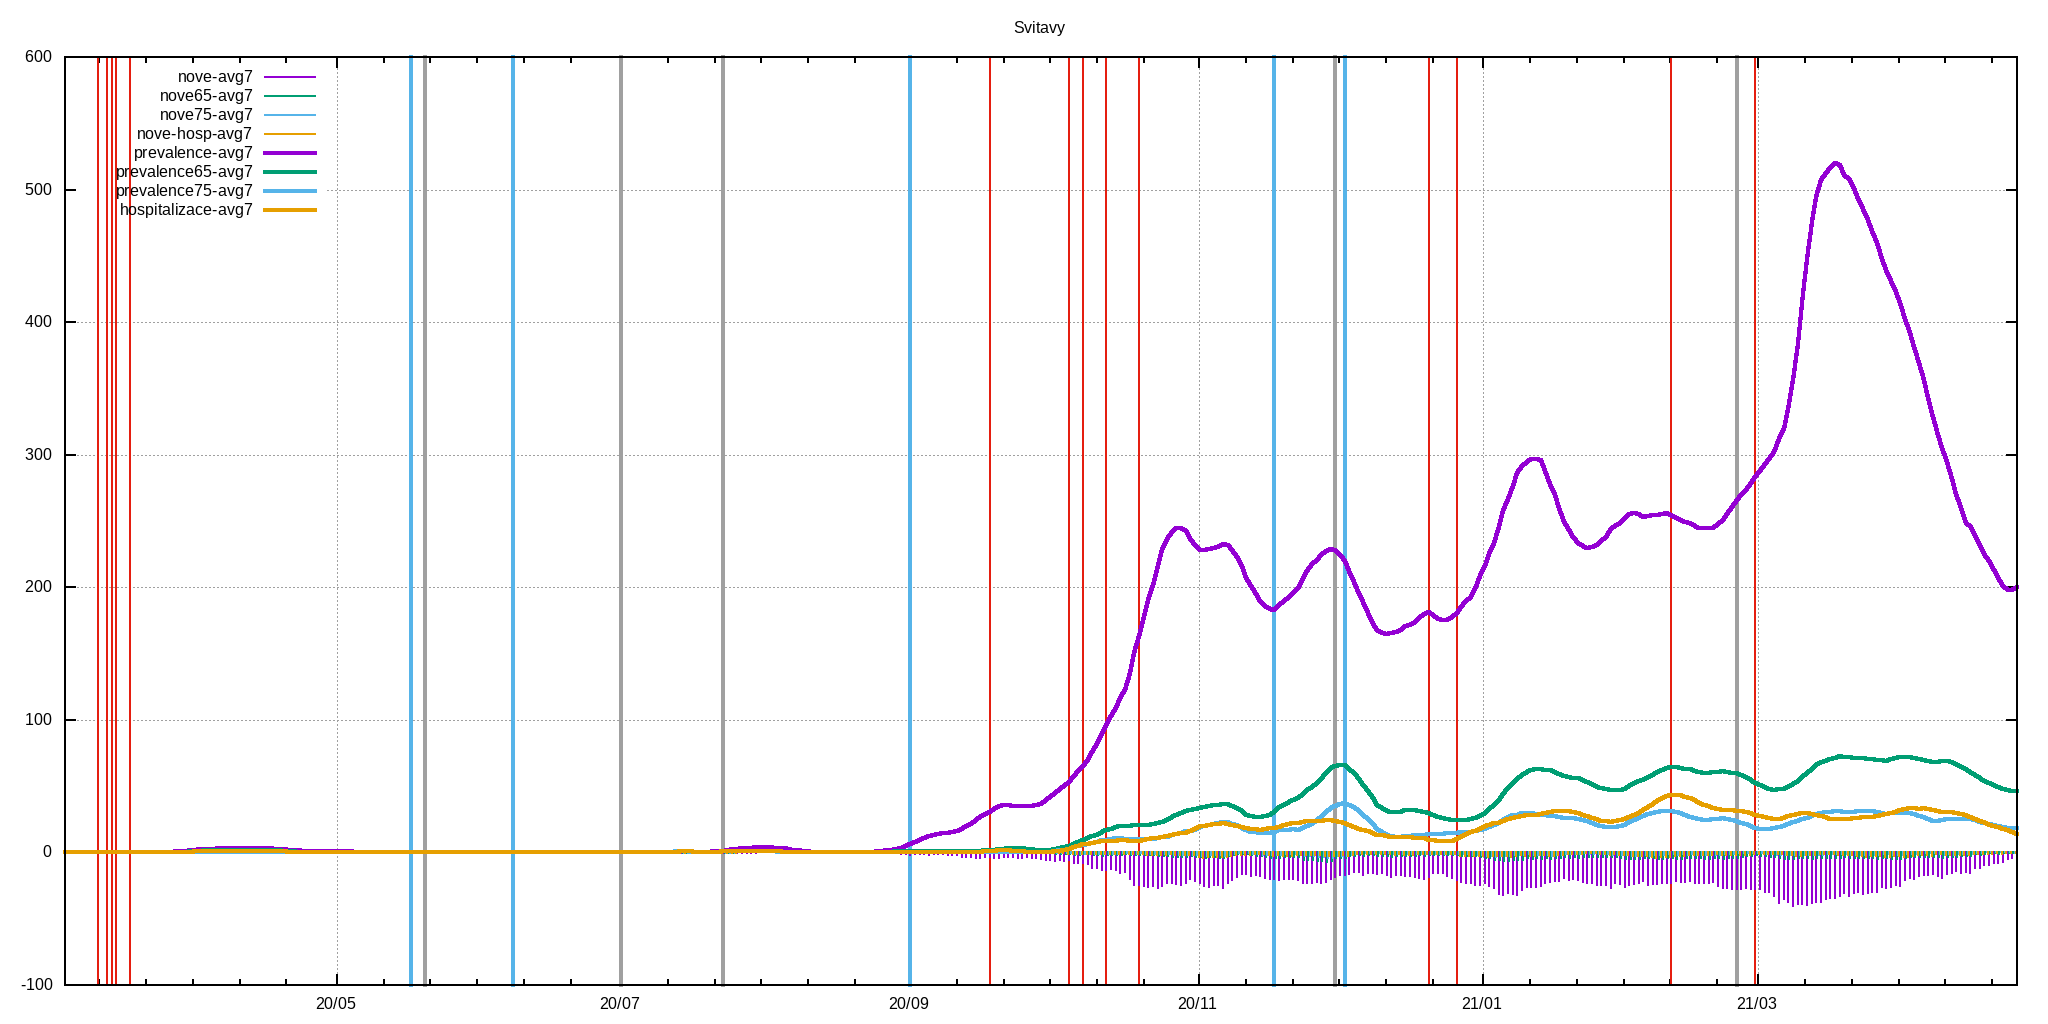 Svitavy
600
500
400
300
200
100
0
-100
nove-avg7
nove65-avg7
nove75-avg7
nove-hosp-avg7
prevalence-avg7
prevalence65-avg7
prevalence75-avg7
hospitalizace-avg7
20/05 20/07 20/09 20/11 21/01 21/03